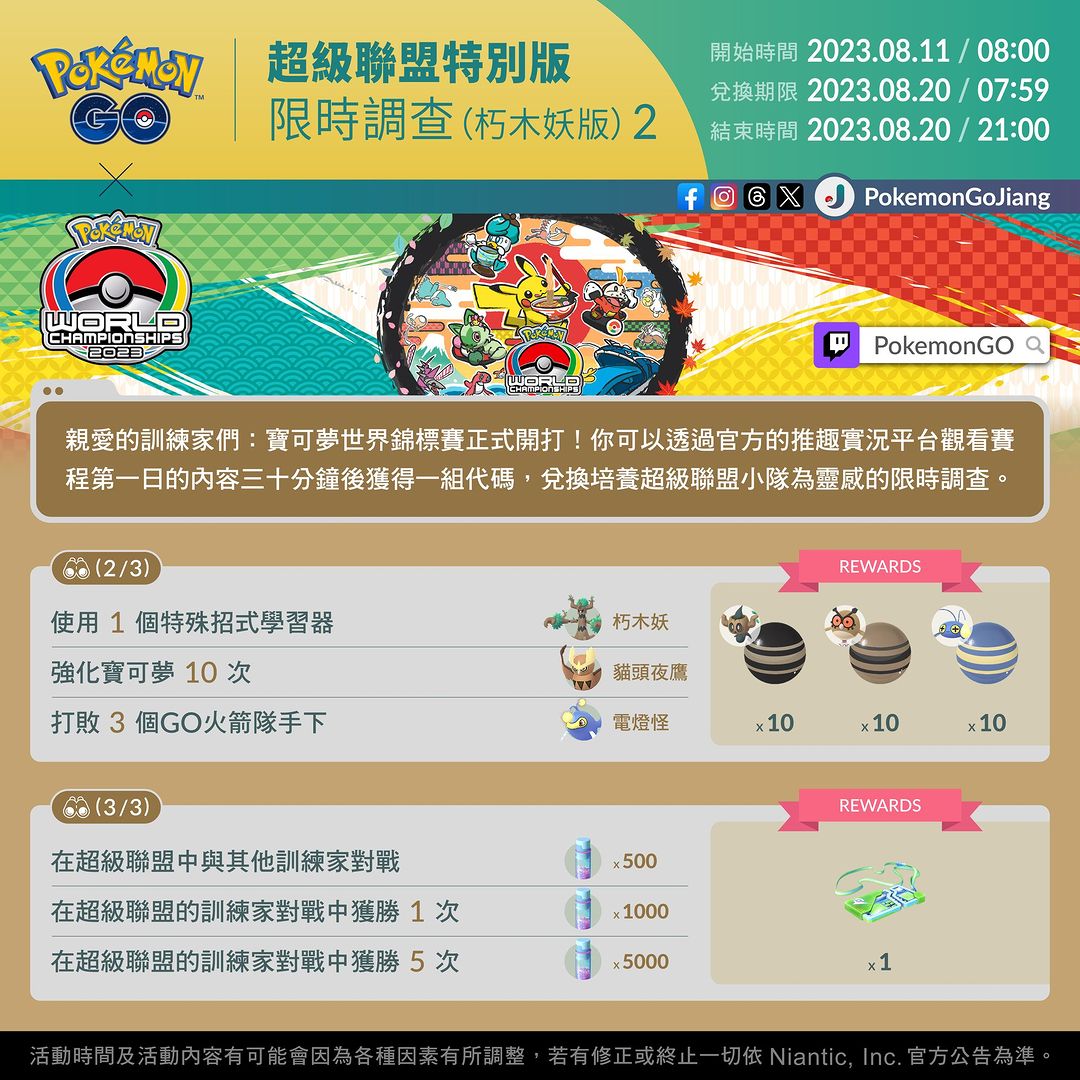 POKÉMON
GO
TM
超級聯盟特別版
限時調查(朽木妖版)2
開始時間 2023.08.11 / 08:00
兌換期限 2023.08.20 / 07:59
結束時間 2023.08.20 / 21:00
PokemonGoJiang
POKÉMON
WORLD
CHAMPIONSHIPS
2023
POKÉMON
WORLD
CHAMPIONSHIPS
PokemonGO
親愛的訓練家們：寶可夢世界錦標賽正式開打！你可以透過官方的推趣實況平台觀看賽
程第一日的內容三十分鐘後獲得一組代碼，兌換培養超級聯盟小隊為靈感的限時調查。
(2/3)
REWARDS
使用 1 個特殊招式學習器 朽木妖
強化寶可夢 10 次 貓頭夜鷹
打敗 3 個GO火箭隊手下 電燈怪
x10 x10 x10
(3/3)
REWARDS
在超級聯盟中與其他訓練家對戰 x500
在超級聯盟的訓練家對戰中獲勝 1 次 x1000
在超級聯盟的訓練家對戰中獲勝 5 次 x5000
x1
活動時間及活動內容有可能會因為各種因素有所調整，若有修正或終止一切依 Niantic, Inc. 官方公告為準。